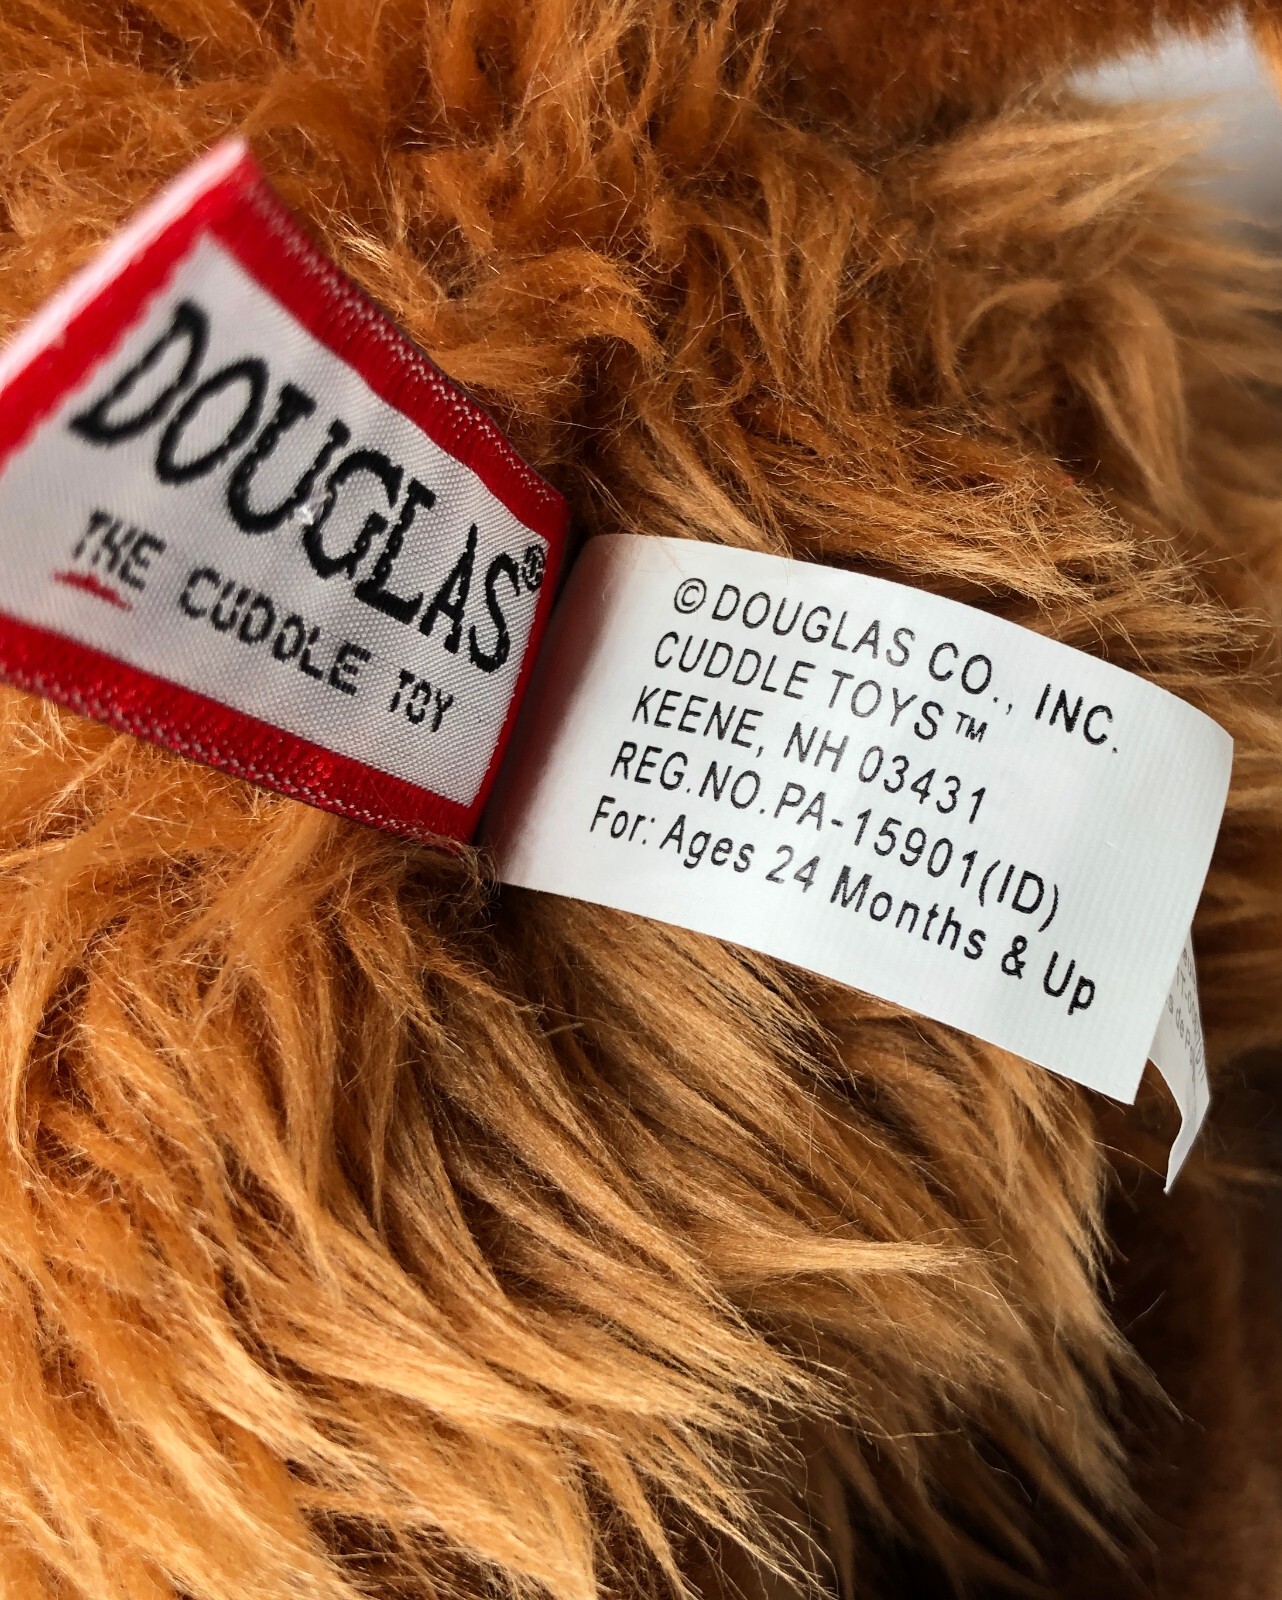 DOUGLAS®
THE CUDDLE TOY
© DOUGLAS CO., INC.
CUDDLE TOYS™
KEENE, NH 03431
REG.NO.PA-15901(ID)
For: Ages 24 Months & Up